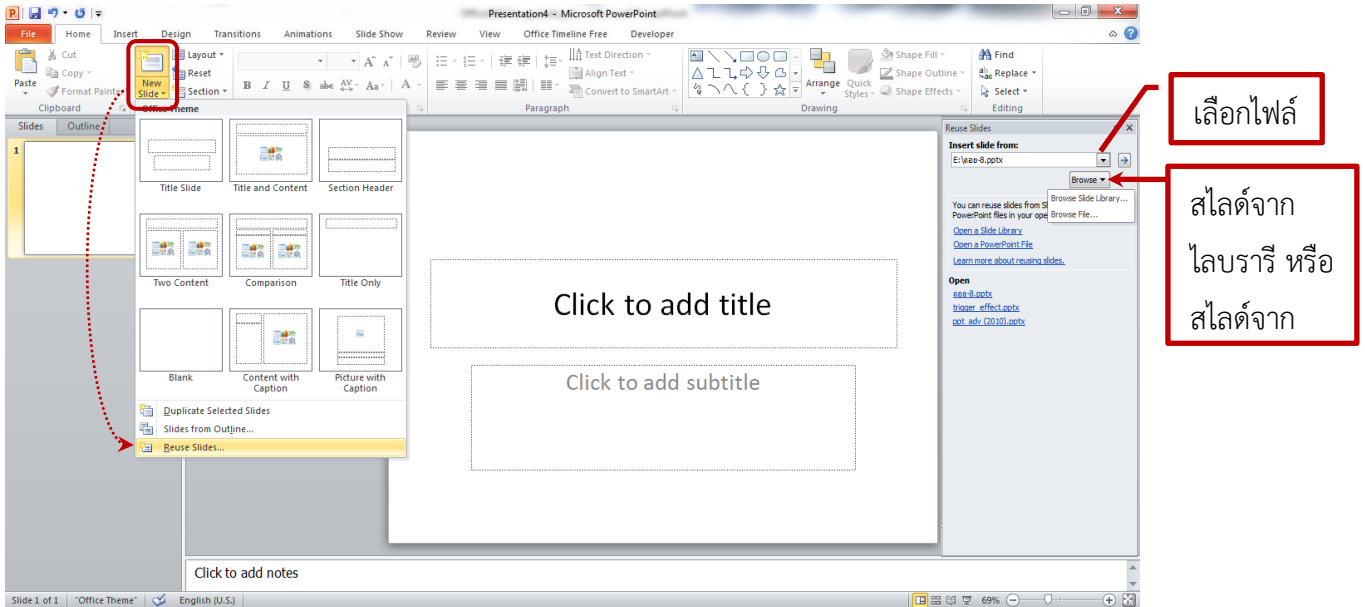 Presentation4 - Microsoft PowerPoint
File Home Insert Design Transitions Animations Slide Show Review View Office Timeline Free Developer
Paste
Cut
Copy
Format Painter
Clipboard
New Slide
Layout
Reset
Section
B I U S abc AV Aa A
Text Direction
Align Text
Convert to SmartArt
Paragraph
Arrange
Quick Styles
Shape Fill
Shape Outline
Shape Effects
Drawing
Find
Replace
Select
Editing
Slides Outline
1
Office Theme
Title Slide Title and Content Section Header
Two Content Comparison Title Only
Blank Content with Caption Picture with Caption
Duplicate Selected Slides
Slides from Outline...
Reuse Slides...
Click to add title
Click to add subtitle
Click to add notes
Reuse Slides
Insert slide from:
E:\ตอบ-8.pptx
Browse
Browse Slide Library...
Browse File...
You can reuse slides from Sl
PowerPoint files in your ope
Open a Slide Library
Open a PowerPoint File
Learn more about reusing slides.
Open
trigger_effect.pptx
ppt_adv (2010).pptx
เลือกไฟล์
สไลด์จาก
ไลบรารี หรือ
สไลด์จาก
Slide 1 of 1 "Office Theme" English (U.S.) 69%